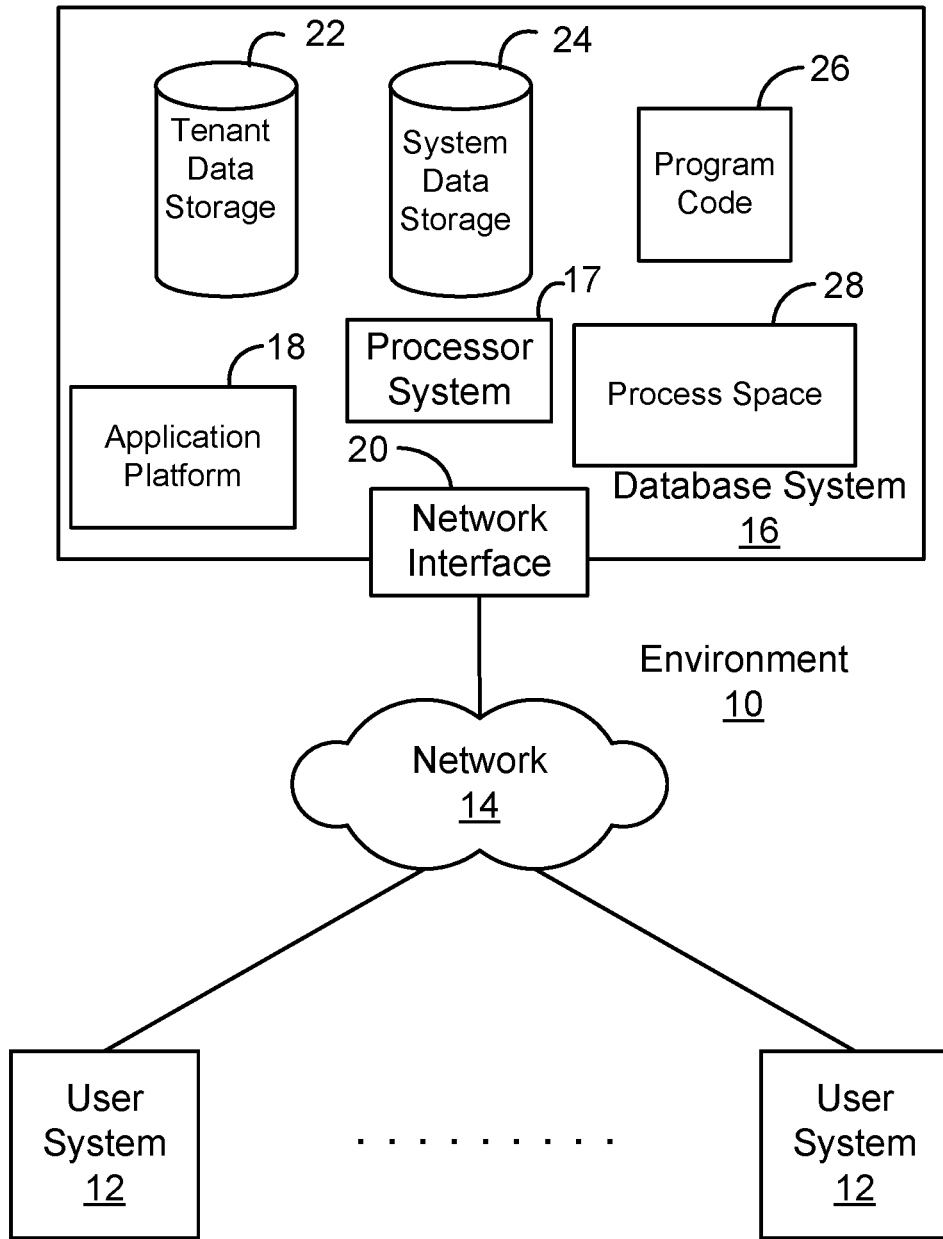 22
Tenant
Data
Storage
24
System
Data
Storage
26
Program
Code
17
Processor
System
28
Process Space
18
Application
Platform
20
Network
Interface
Database System
16
Environment
10
Network
14
User
System
12
. . . . . . . . .
User
System
12